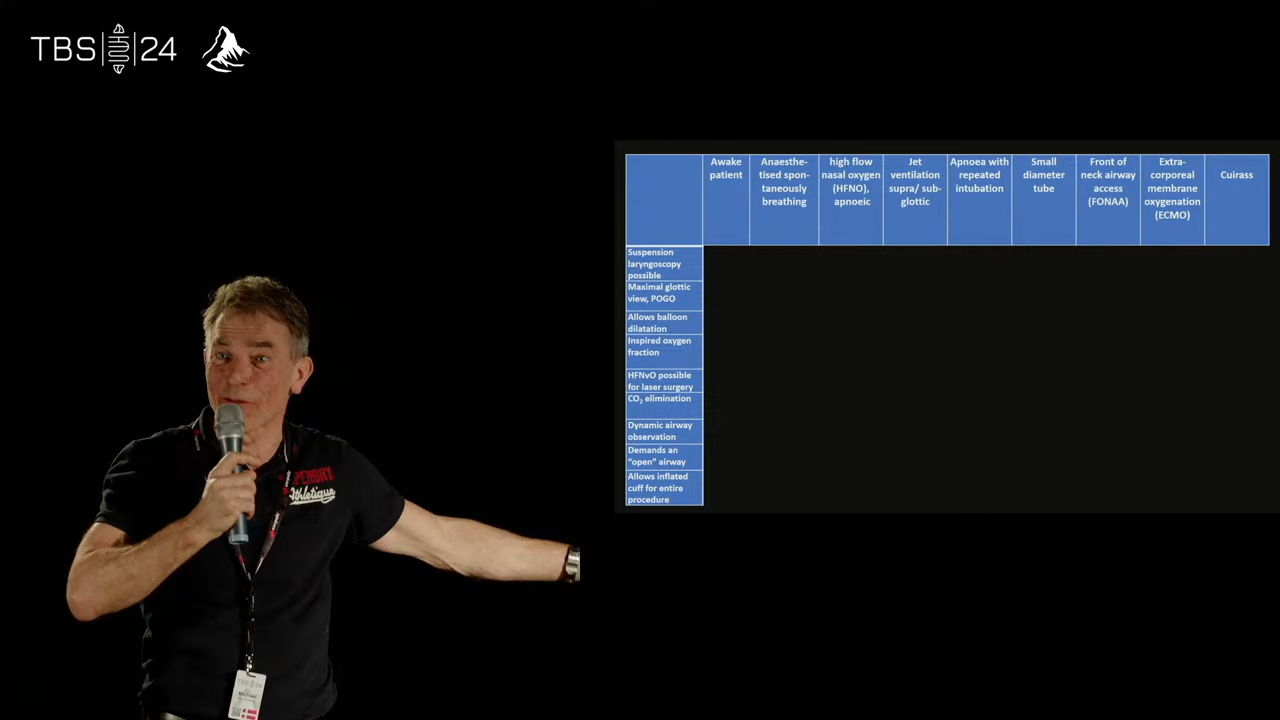 TBS 24
Awake
patient
Anaesthe-
tised spon-
taneously
breathing
high flow
nasal oxygen
(HFNO),
apnoeic
Jet
ventilation
supra/ sub-
glottic
Apnoea with
repeated
intubation
Small
diameter
tube
Front of
neck airway
access
(FONAA)
Extra-
corporeal
membrane
oxygenation
(ECMO)
Cuirass
Suspension
laryngoscopy
possible
Maximal glottic
view, POGO
Allows balloon
dilatation
Inspired oxygen
fraction
HFNvO possible
for laser surgery
CO₂ elimination
Dynamic airway
observation
Demands an
“open” airway
Allows inflated
cuff for entire
procedure
Athletique